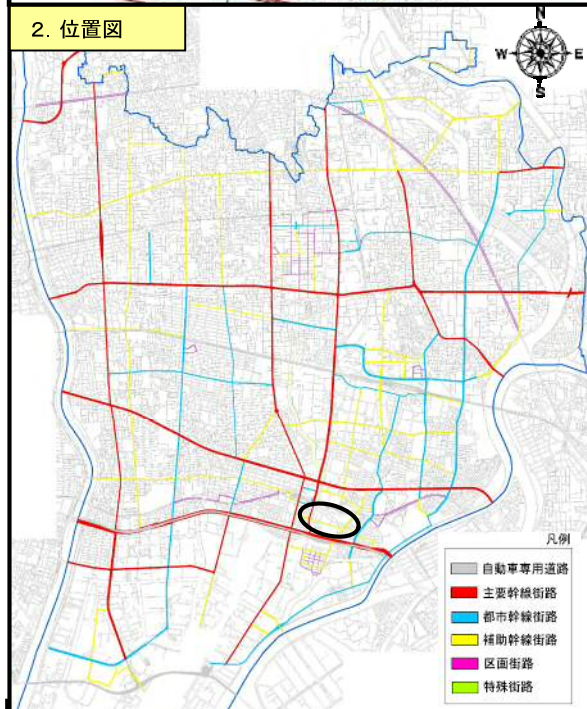 2. 位置図
N
W
E
S
凡例
自動車専用道路
主要幹線街路
都市幹線街路
補助幹線街路
区画街路
特殊街路